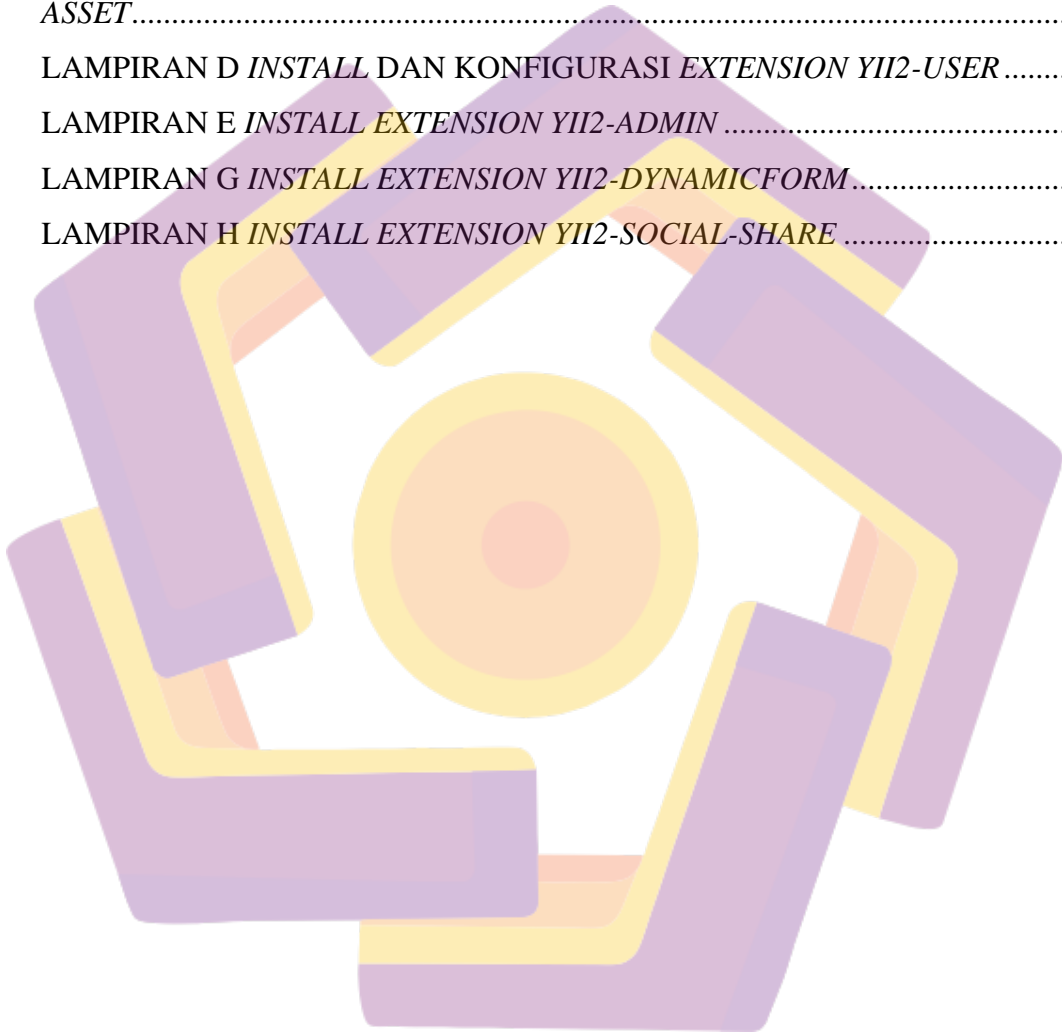 ASSET................................................................................................................
LAMPIRAN D INSTALL DAN KONFIGURASI EXTENSION YII2-USER .......
LAMPIRAN E INSTALL EXTENSION YII2-ADMIN .........................................
LAMPIRAN G INSTALL EXTENSION YII2-DYNAMICFORM..........................
LAMPIRAN H INSTALL EXTENSION YII2-SOCIAL-SHARE ...........................